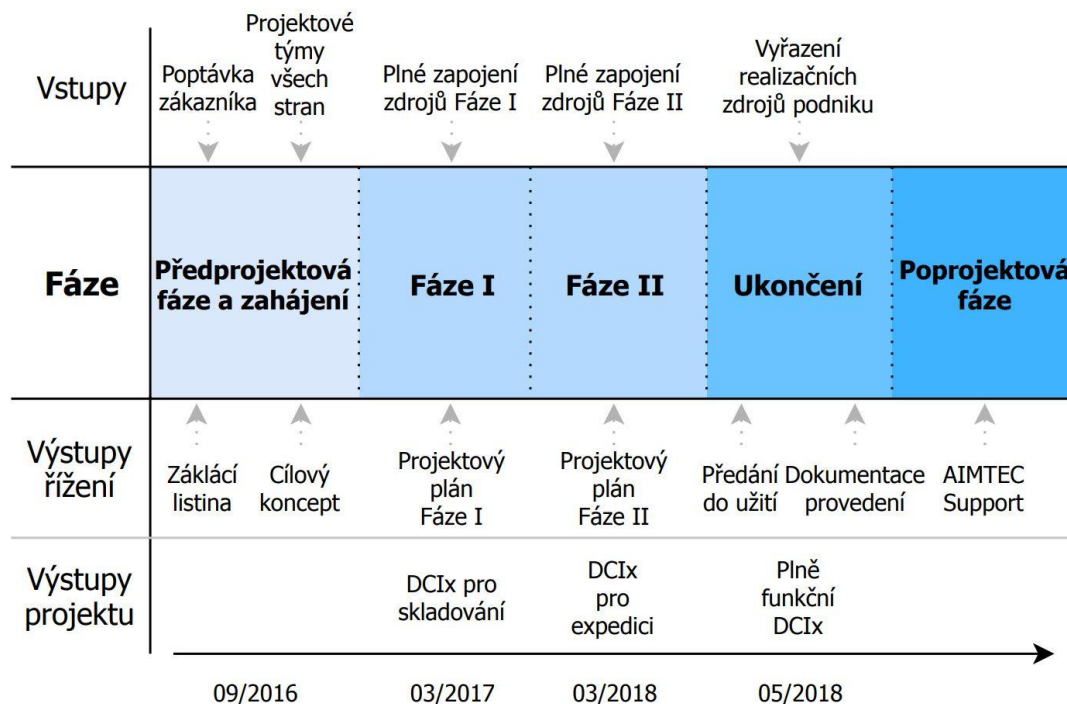 Vstupy
Poptávka
zákazníka
Projektové
týmy
všech
stran
Plné zapojení
zdrojů Fáze I
Plné zapojení
zdrojů Fáze II
Vyřazení
realizačních
zdrojů podniku
Fáze
Předprojektová
fáze a zahájení
Fáze I
Fáze II
Ukončení
Poprojektová
fáze
Výstupy
řížení
Záklácí
listina
Cílový
koncept
Projektový
plán
Fáze I
Projektový
plán
Fáze II
Předání
do užití
Dokumentace
provedení
AIMTEC
Support
Výstupy
projektu
DCIx pro
skladování
DCIx
pro
expedici
Plně
funkční
DCIx
09/2016
03/2017
03/2018
05/2018